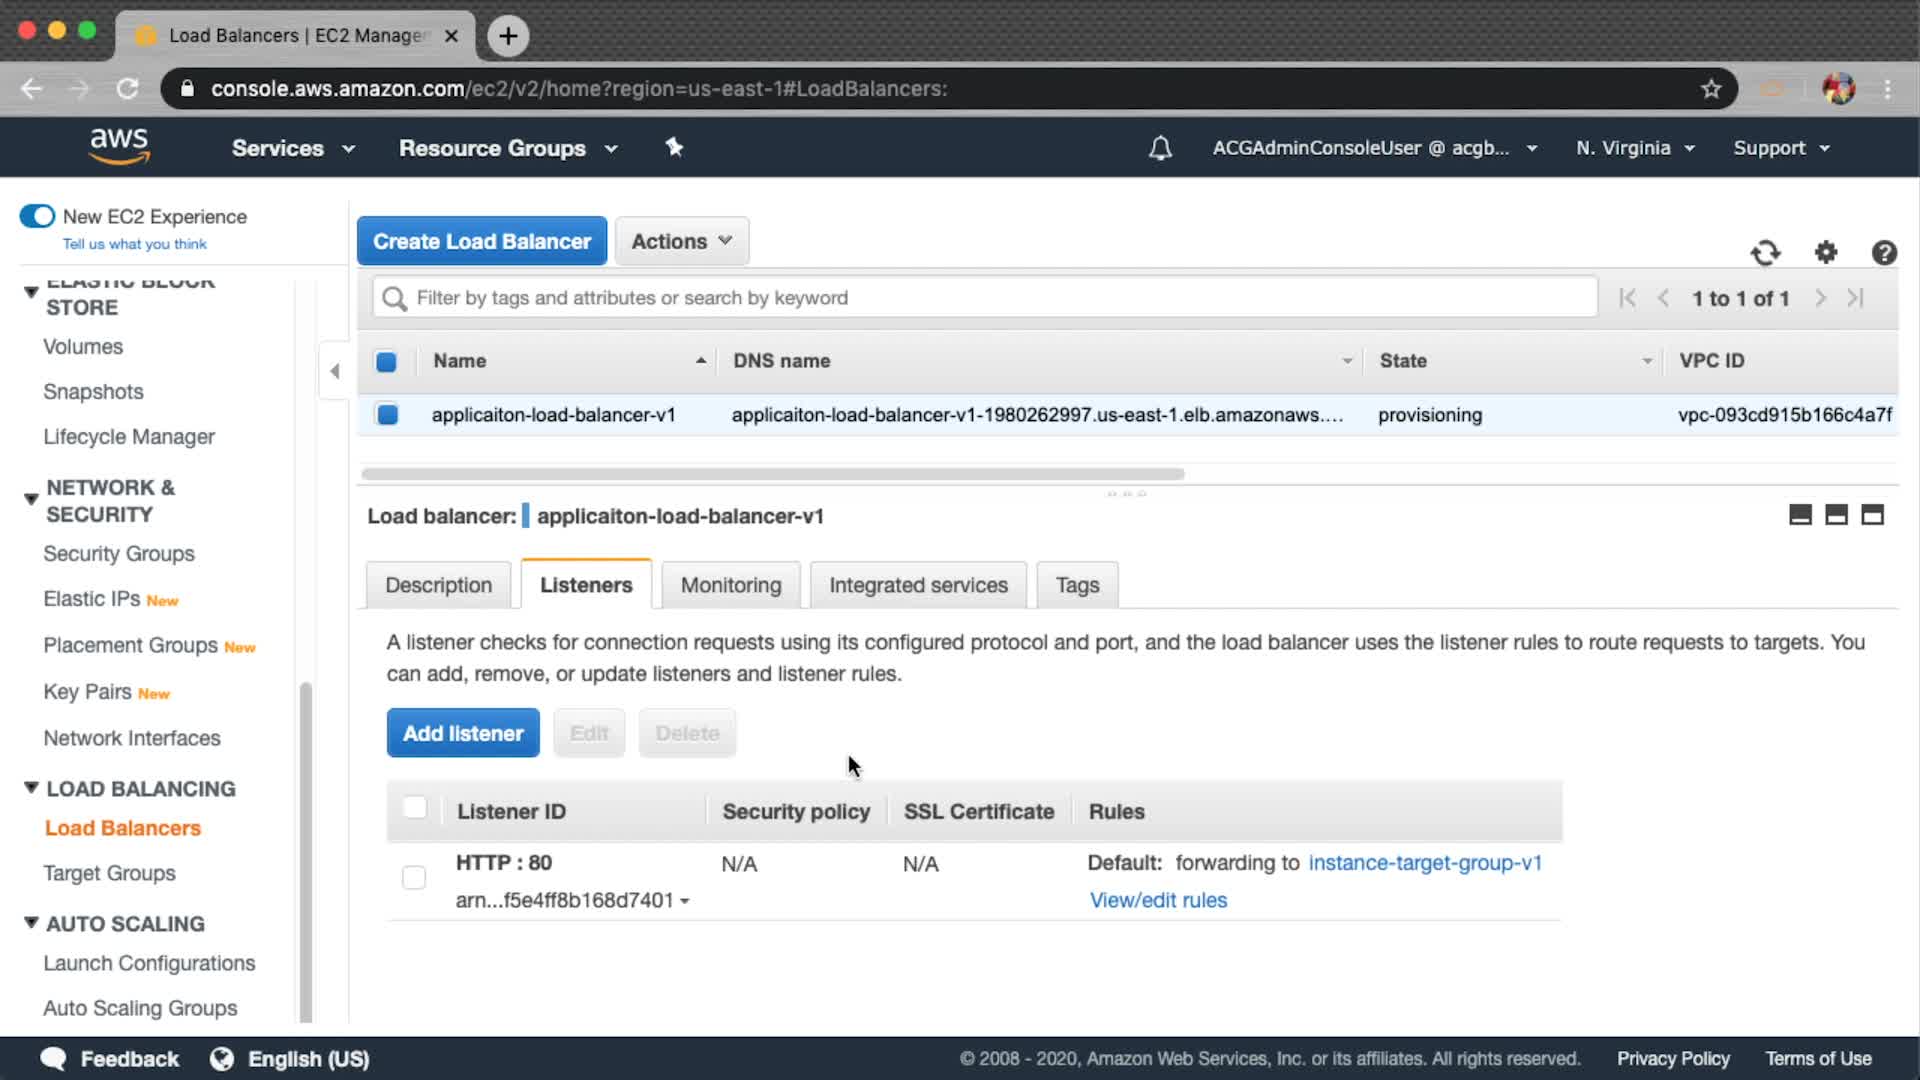 Load Balancers | EC2 Manage
console.aws.amazon.com/ec2/v2/home?region=us-east-1#LoadBalancers:
aws
Services
Resource Groups
ACGAdminConsoleUser @ acgb...
N. Virginia
Support
New EC2 Experience
Tell us what you think
ELASTIC BLOCK
STORE
Volumes
Snapshots
Lifecycle Manager
NETWORK &
SECURITY
Security Groups
Elastic IPs New
Placement Groups New
Key Pairs New
Network Interfaces
LOAD BALANCING
Load Balancers
Target Groups
AUTO SCALING
Launch Configurations
Auto Scaling Groups
Create Load Balancer
Actions
Filter by tags and attributes or search by keyword
1 to 1 of 1
Name
DNS name
State
VPC ID
applicaiton-load-balancer-v1
applicaiton-load-balancer-v1-1980262997.us-east-1.elb.amazonaws....
provisioning
vpc-093cd915b166c4a7f
Load balancer: applicaiton-load-balancer-v1
Description
Listeners
Monitoring
Integrated services
Tags
A listener checks for connection requests using its configured protocol and port, and the load balancer uses the listener rules to route requests to targets. You
can add, remove, or update listeners and listener rules.
Add listener
Edit
Delete
Listener ID
Security policy
SSL Certificate
Rules
HTTP : 80
N/A
N/A
Default: forwarding to instance-target-group-v1
arn...f5e4ff8b168d7401
View/edit rules
Feedback
English (US)
© 2008 - 2020, Amazon Web Services, Inc. or its affiliates. All rights reserved.
Privacy Policy
Terms of Use